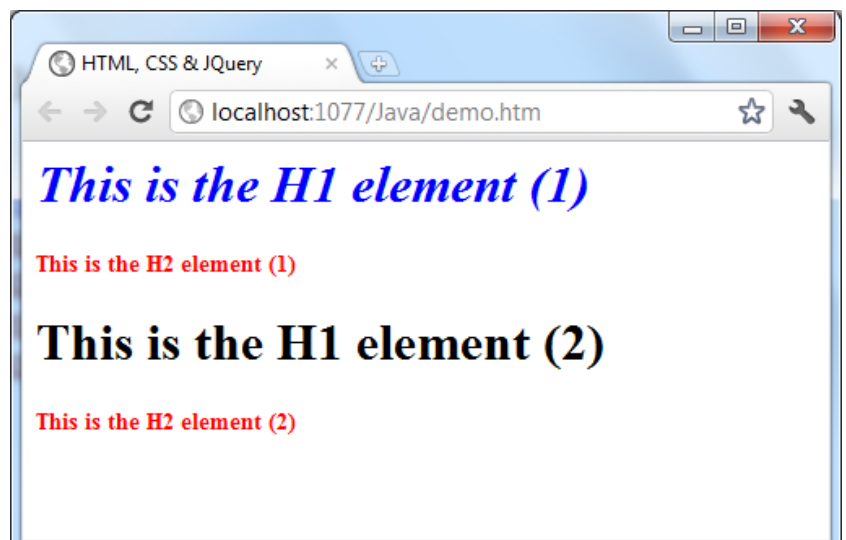 HTML, CSS & JQuery
localhost:1077/Java/demo.htm
This is the H1 element (1)
This is the H2 element (1)
This is the H1 element (2)
This is the H2 element (2)